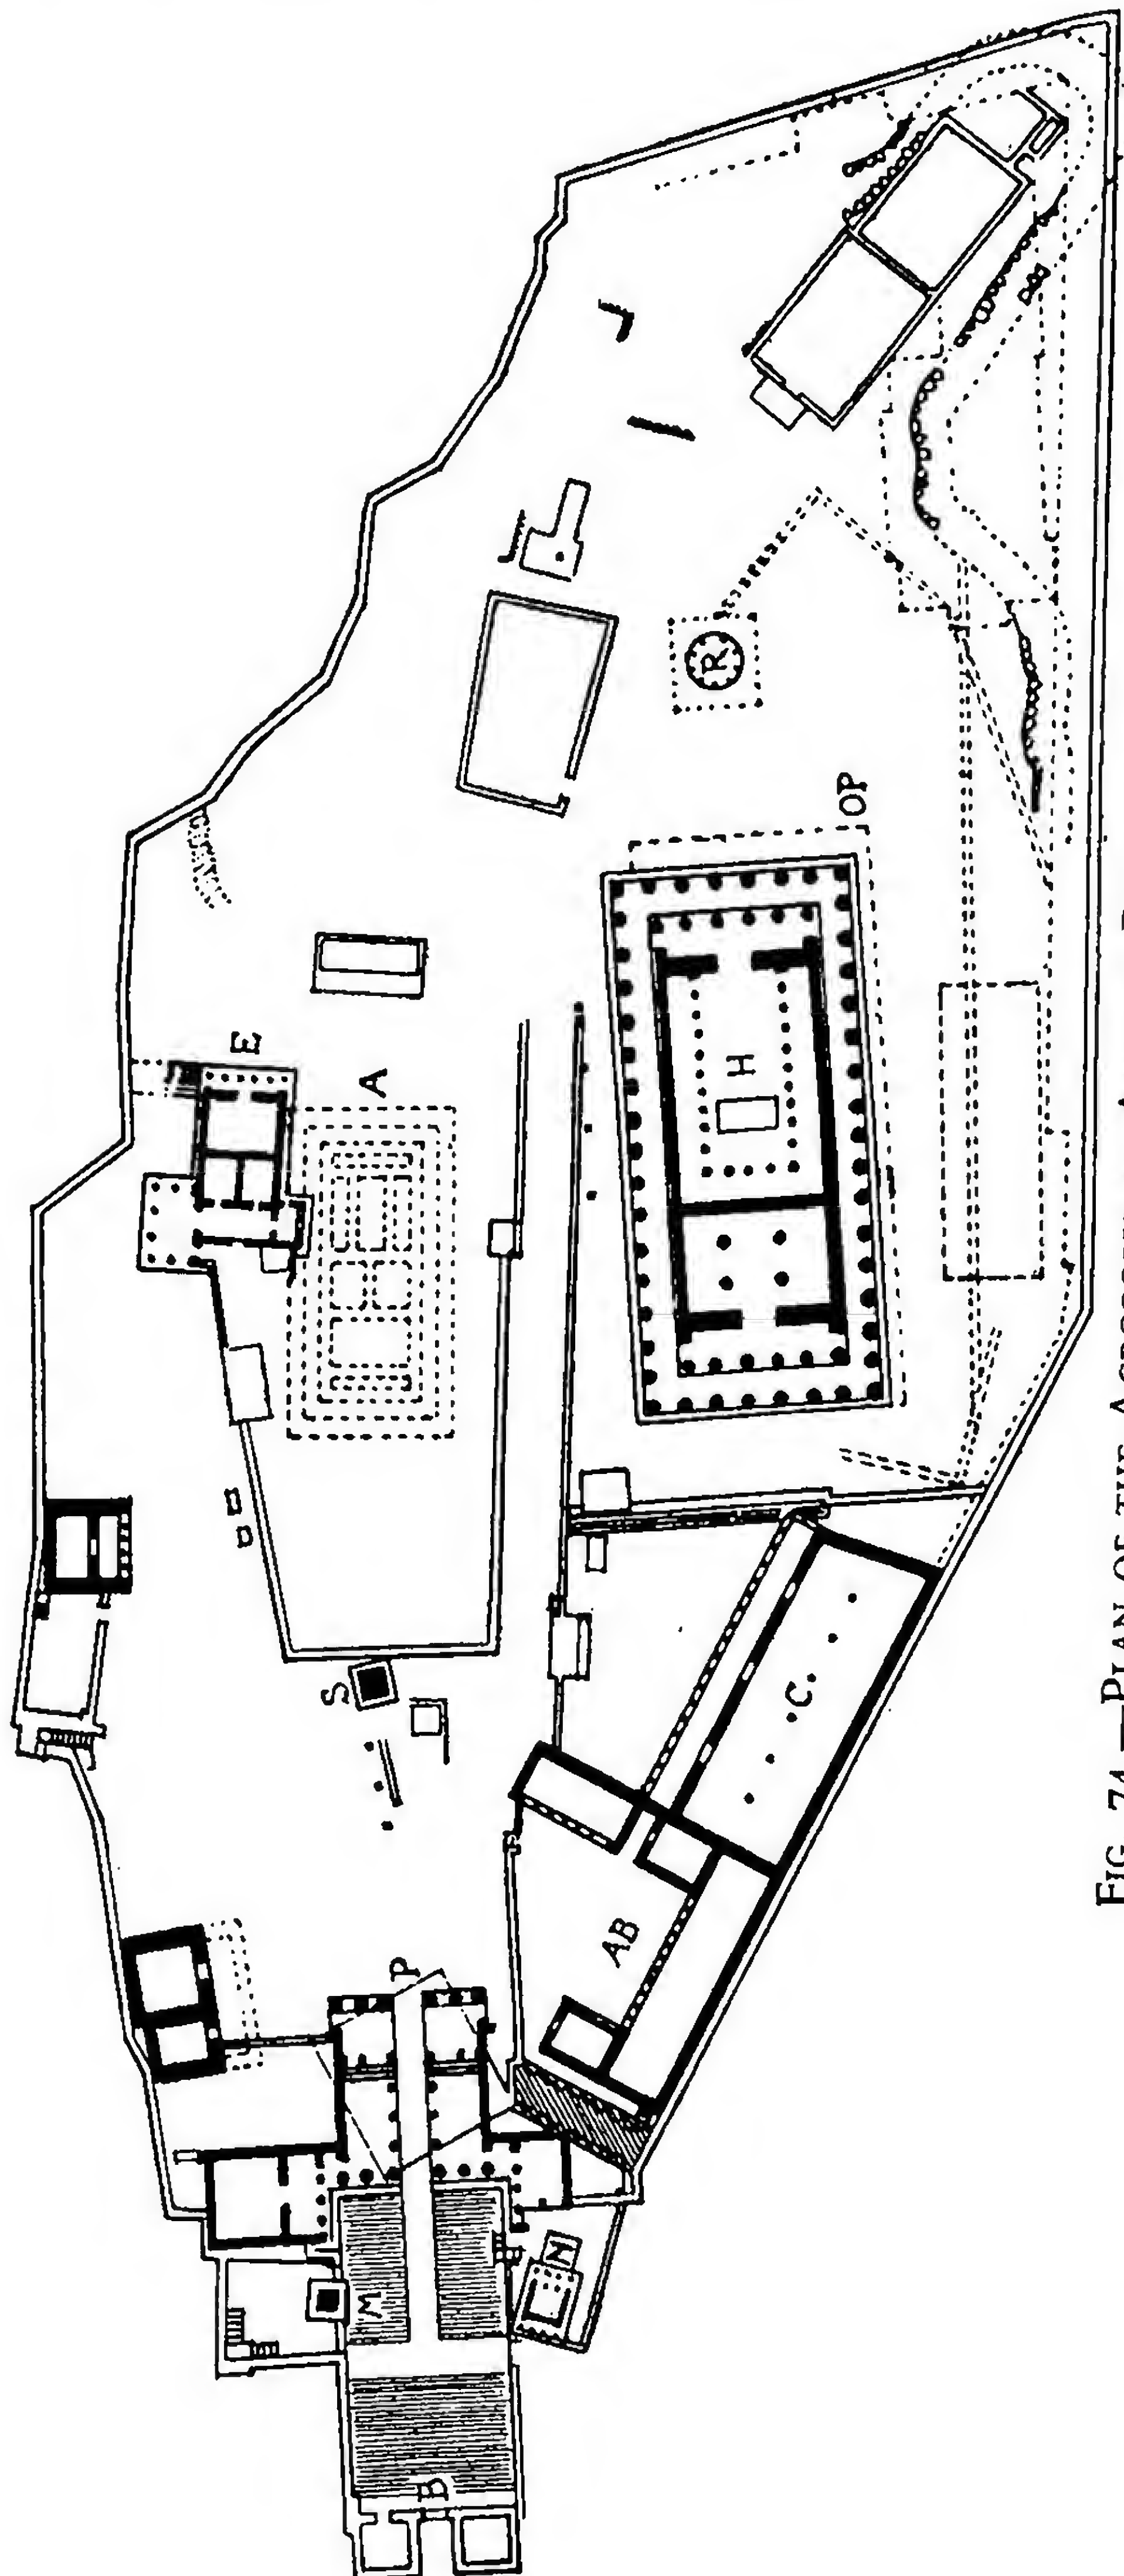 E
S
A
M
P
B
R
H
N
AB
C.
OP
FIG. 74.—PLAN OF THE ACROPOLIS